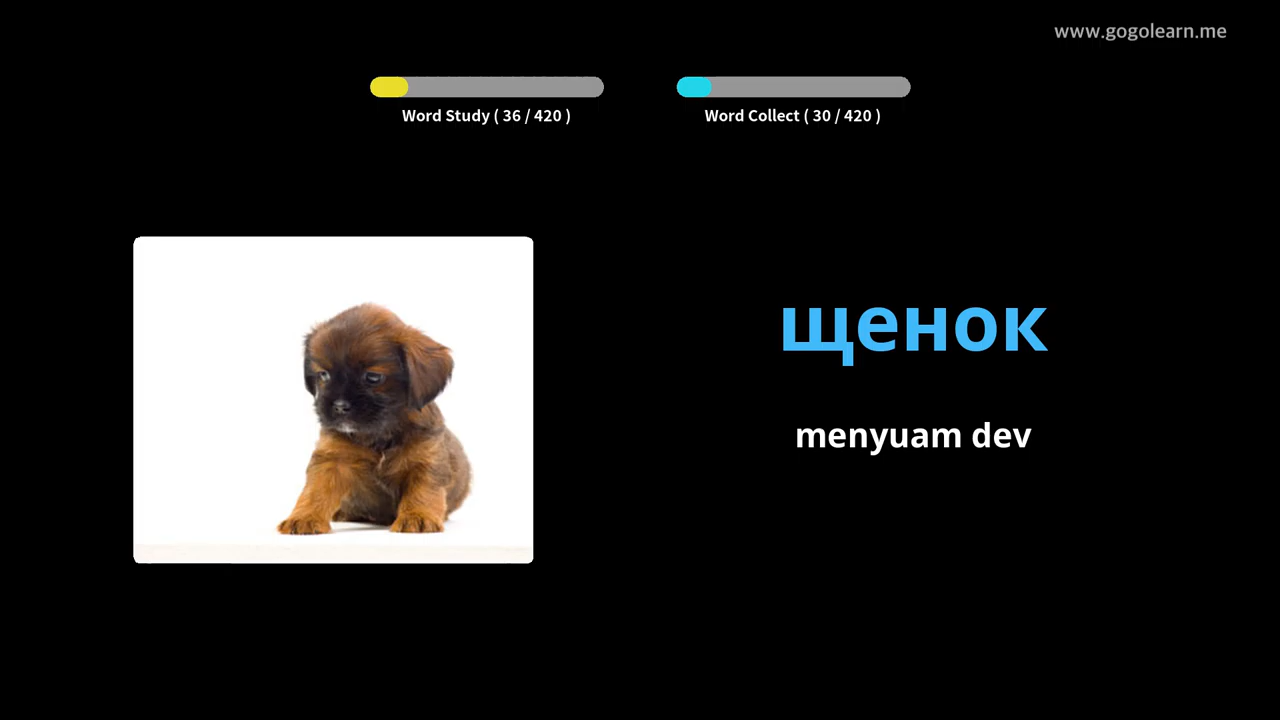 www.gogolearn.me
Word Study ( 36 / 420 )
Word Collect ( 30 / 420 )
щенок
menyuam dev